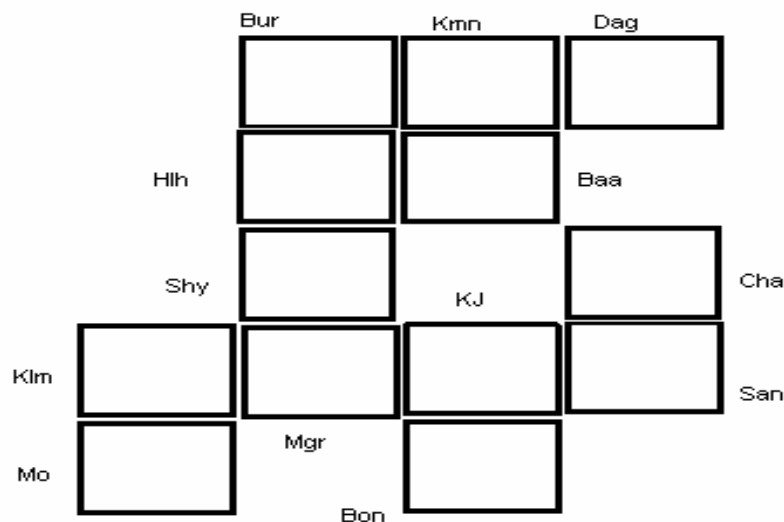 Bur Kmn Dag
Hlh Baa
Shy KJ Cha
Klm San
Mgr
Mo Bon